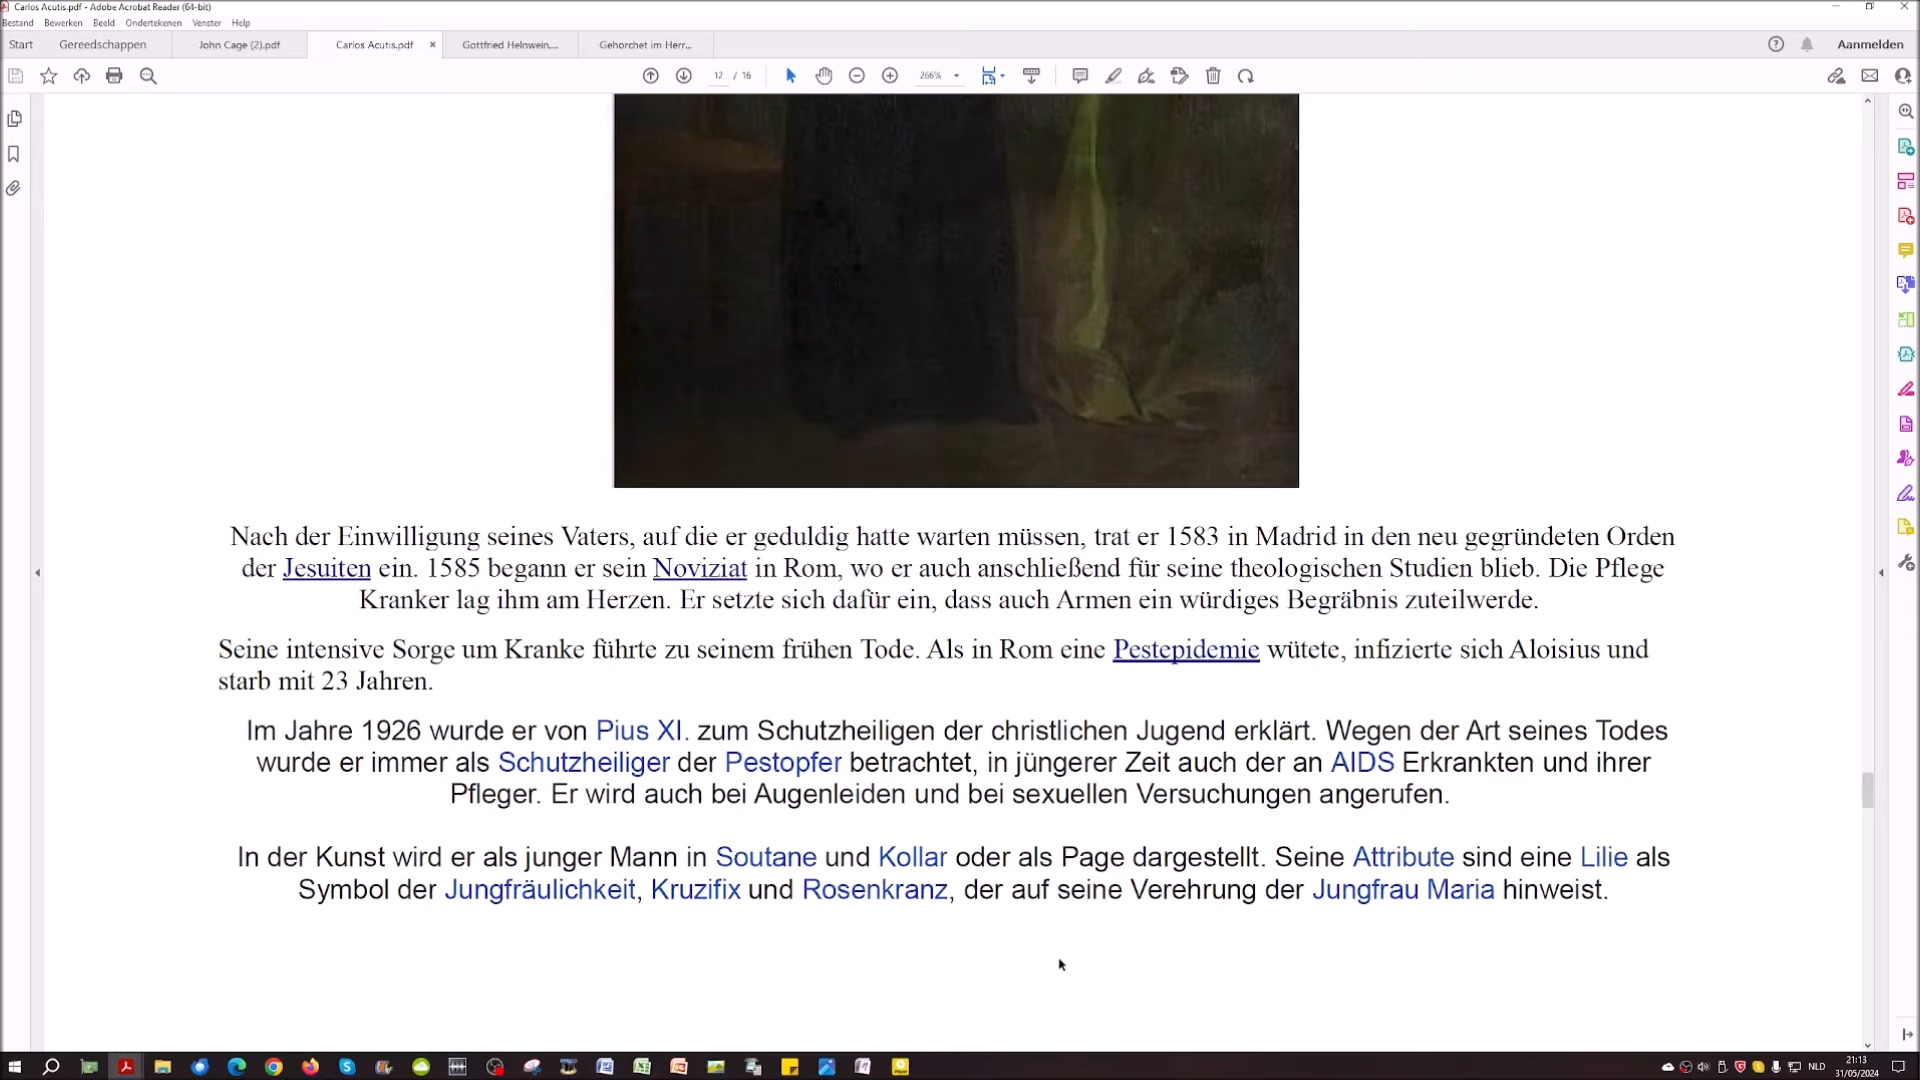 Carlos Acutis.pdf - Adobe Acrobat Reader (64-bit)
Bestand Bewerken Beeld Ondertekenen Venster Help
Start Gereedschappen John Cage (2).pdf Carlos Acutis.pdf × Gottfried Helnwein.... Gehorchet im Herr... Anmelden
12 / 16 266%
Nach der Einwilligung seines Vaters, auf die er geduldig hatte warten müssen, trat er 1583 in Madrid in den neu gegründeten Orden
der Jesuiten ein. 1585 begann er sein Noviziat in Rom, wo er auch anschließend für seine theologischen Studien blieb. Die Pflege
Kranker lag ihm am Herzen. Er setzte sich dafür ein, dass auch Armen ein würdiges Begräbnis zuteilwerde.
Seine intensive Sorge um Kranke führte zu seinem frühen Tode. Als in Rom eine Pestepidemie wütete, infizierte sich Aloisius und
starb mit 23 Jahren.
Im Jahre 1926 wurde er von Pius XI. zum Schutzheiligen der christlichen Jugend erklärt. Wegen der Art seines Todes
wurde er immer als Schutzheiliger der Pestopfer betrachtet, in jüngerer Zeit auch der an AIDS Erkrankten und ihrer
Pfleger. Er wird auch bei Augenleiden und bei sexuellen Versuchungen angerufen.
In der Kunst wird er als junger Mann in Soutane und Kollar oder als Page dargestellt. Seine Attribute sind eine Lilie als
Symbol der Jungfräulichkeit, Kruzifix und Rosenkranz, der auf seine Verehrung der Jungfrau Maria hinweist.
NLD
21:13
31/05/2024